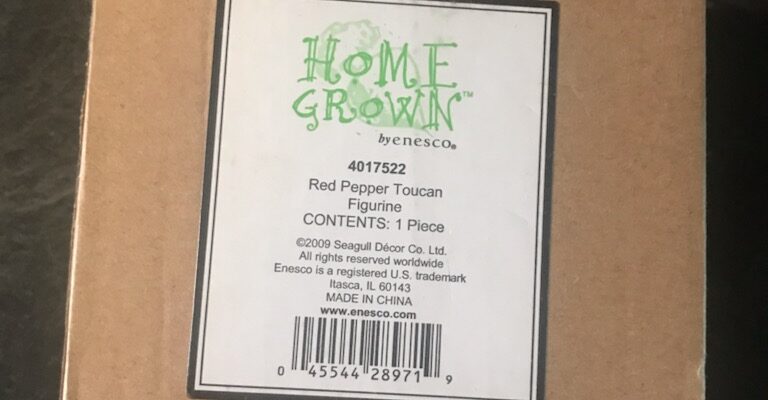 HOME
GROWN™
by enesco®
4017522
Red Pepper Toucan
Figurine
CONTENTS: 1 Piece
©2009 Seagull Décor Co. Ltd.
All rights reserved worldwide
Enesco is a registered U.S. trademark
Itasca, IL 60143
MADE IN CHINA
www.enesco.com
0 45544 28971 9